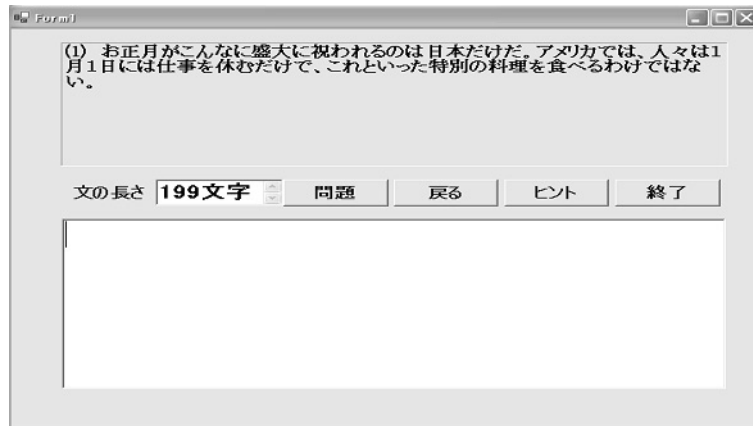 Form1
(1) お正月がこんなに盛大に祝われるのは日本だけだ。アメリカでは、人々は1
月1日には仕事を休むだけで、これといった特別の料理を食べるわけではな
い。
文の長さ 199文字 問題 戻る ヒント 終了